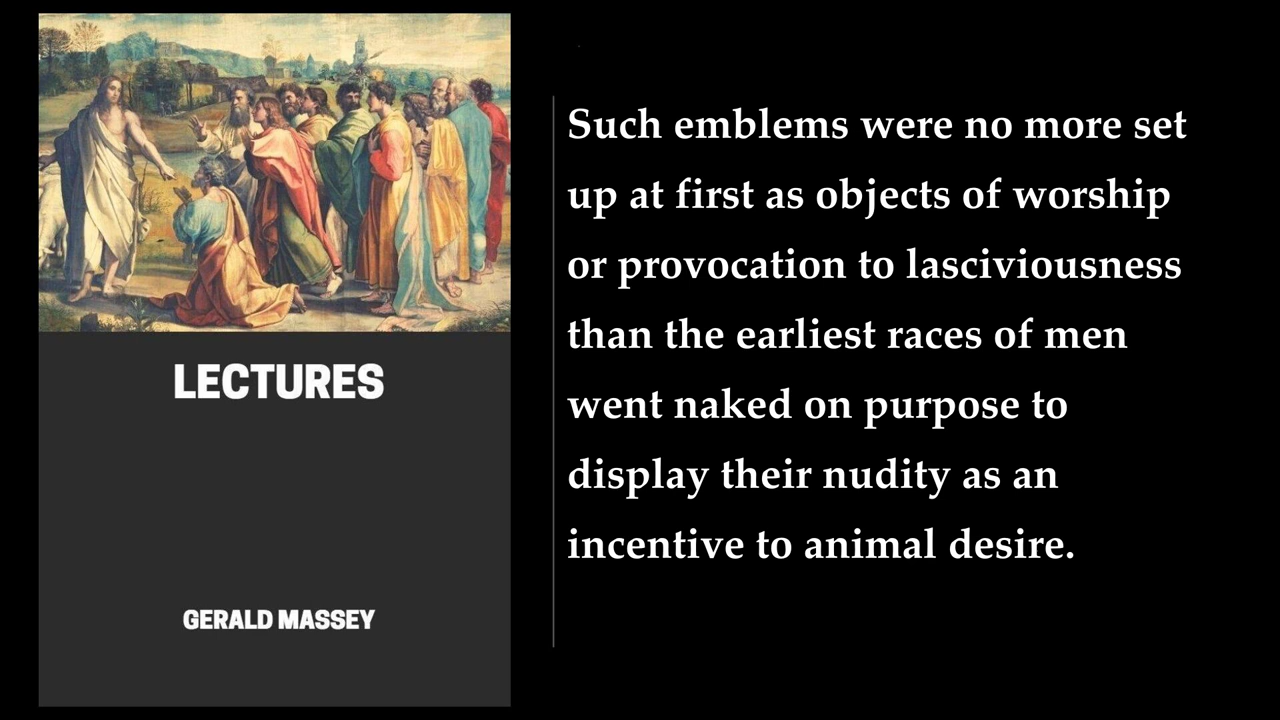 LECTURES
GERALD MASSEY
Such emblems were no more set
up at first as objects of worship
or provocation to lasciviousness
than the earliest races of men
went naked on purpose to
display their nudity as an
incentive to animal desire.